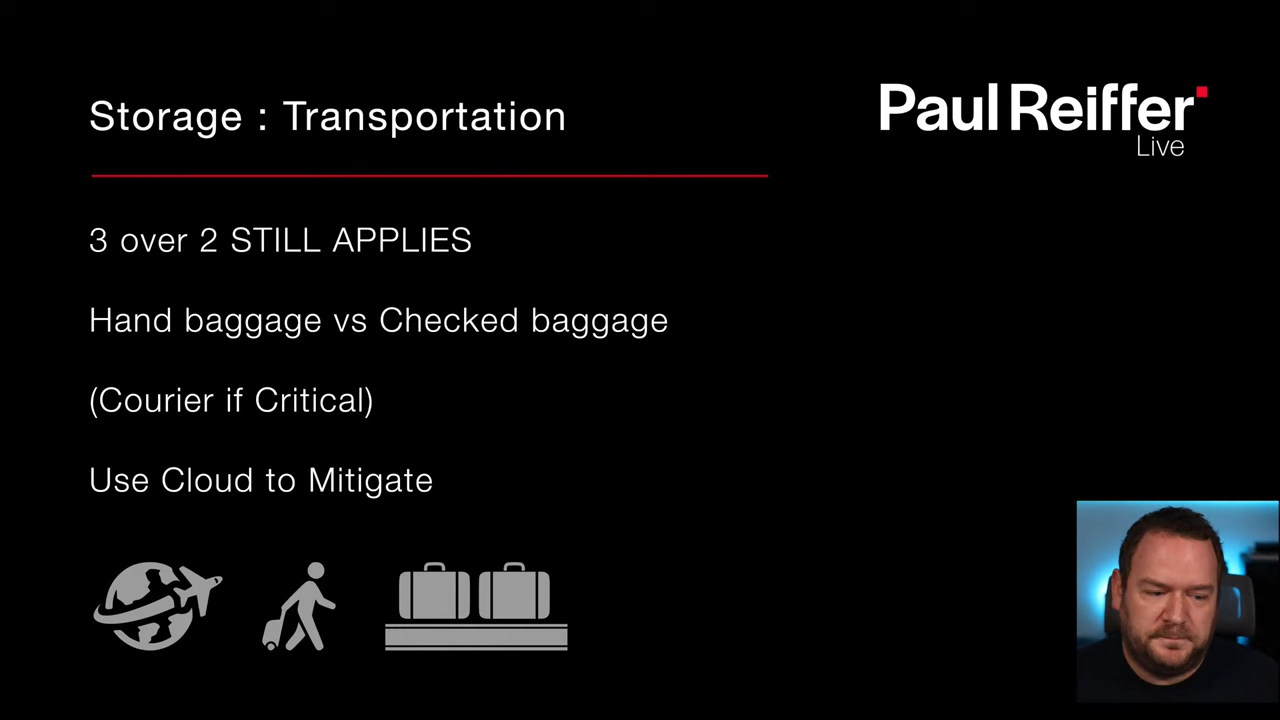 Storage : Transportation
Paul Reiffer
Live
3 over 2 STILL APPLIES
Hand baggage vs Checked baggage
(Courier if Critical)
Use Cloud to Mitigate